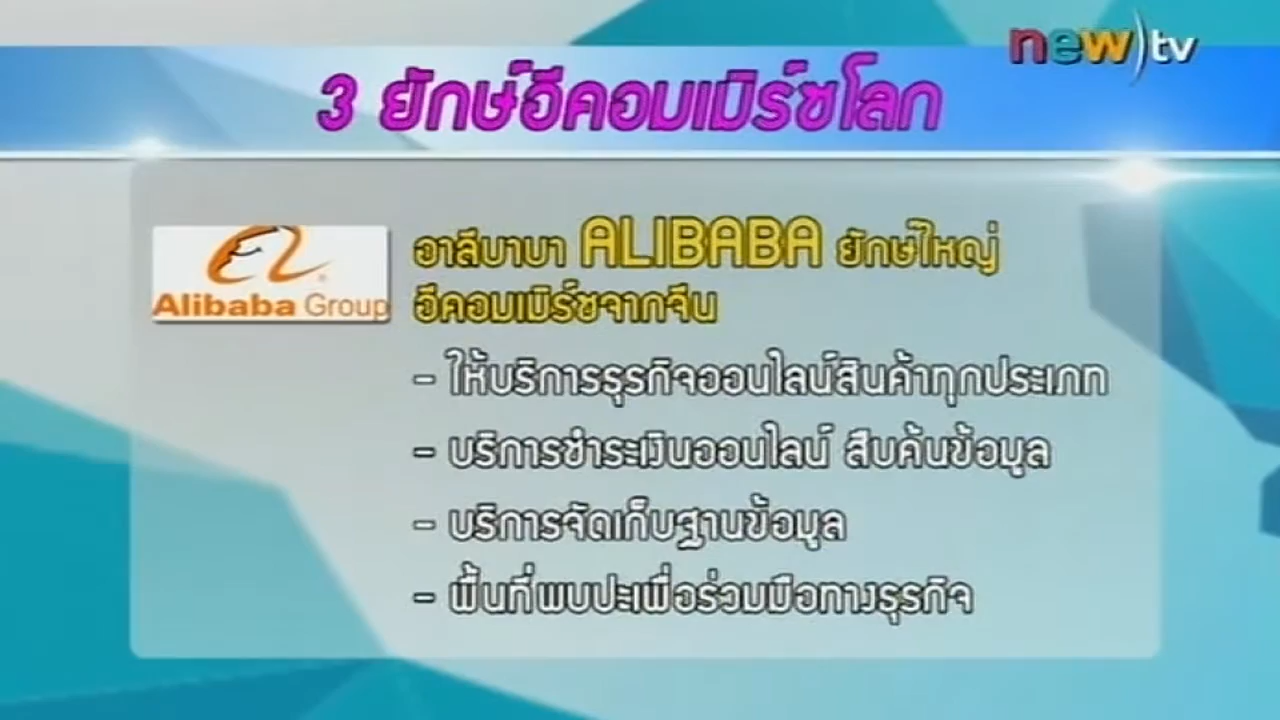 new)tv
3 ยักษ์อีคอมเมิร์ซโลก
Alibaba Group
อาลีบาบา ALIBABA ยักษ์ใหญ่
อีคอมเมิร์ซจากจีน
- ให้บริการธุรกิจออนไลน์สินค้าทุกประเภท
- บริการชำระเงินออนไลน์ สืบค้นข้อมูล
- บริการจัดเก็บฐานข้อมูล
- พื้นที่พบปะเพื่อร่วมมือทางธุรกิจ